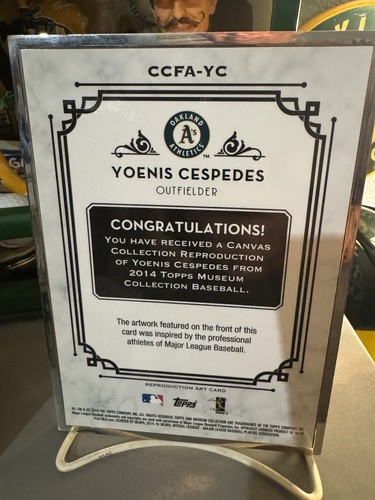 CCFA-YC
OAKLAND
A's
ATHLETICS
TM
YOENIS CESPEDES
OUTFIELDER
CONGRATULATIONS!
YOU HAVE RECEIVED A CANVAS
COLLECTION REPRODUCTION
OF YOENIS CESPEDES FROM
2014 TOPPS MUSEUM
COLLECTION BASEBALL.
The artwork featured on the front of this
card was inspired by the professional
athletes of Major League Baseball.
REPRODUCTION ART CARD
Topps